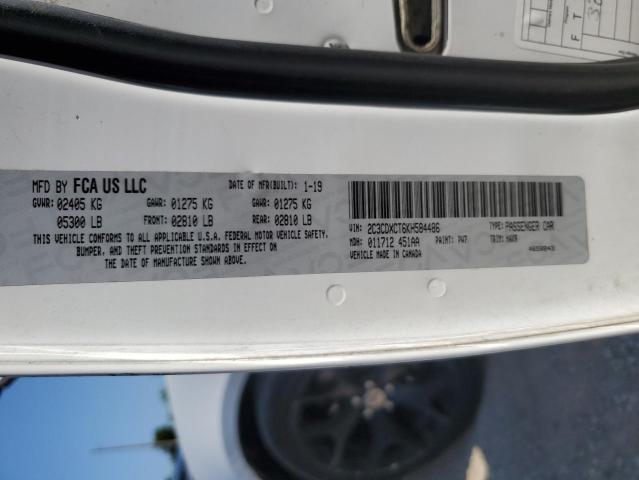 MFD BY FCA US LLC
DATE OF MFR(BUILT): 1-19
GVWR: 02405 KG
GAWR: 01275 KG
GAWR: 01275 KG
05300 LB
FRONT: 02810 LB
REAR: 02810 LB
THIS VEHICLE CONFORMS TO ALL APPLICABLE U.S.A. FEDERAL MOTOR VEHICLE SAFETY,
BUMPER, AND THEFT PREVENTION STANDARDS IN EFFECT ON
THE DATE OF MANUFACTURE SHOWN ABOVE.
VIN: 2C3CDXCT6KH584486
TYPE: PASSENGER CAR
MDH: 011712 451AA
PAINT: PW7
TRIM:
VEHICLE MADE IN CANADA
F T